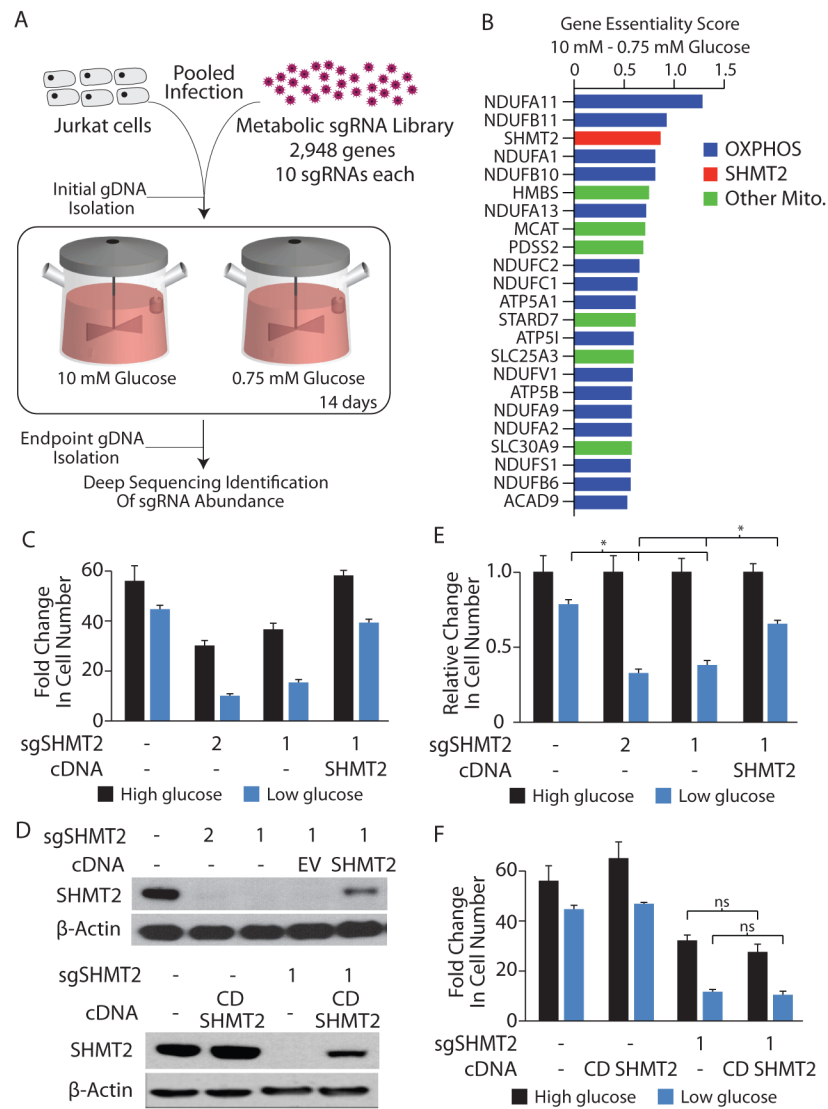 A
Pooled
Infection
Jurkat cells
Metabolic sgRNA Library
2,948 genes
10 sgRNAs each
Initial gDNA
Isolation
10 mM Glucose
0.75 mM Glucose
14 days
Endpoint gDNA
Isolation
Deep Sequencing Identification
Of sgRNA Abundance
B
Gene Essentiality Score
10 mM - 0.75 mM Glucose
0 0.5 1.0 1.5
NDUFA11
NDUFB11
SHMT2
NDUFA1
NDUFB10
HMBS
NDUFA13
MCAT
PDSS2
NDUFC2
NDUFC1
ATP5A1
STARD7
ATP5I
SLC25A3
NDUFV1
ATP5B
NDUFA9
NDUFA2
SLC30A9
NDUFS1
NDUFB6
ACAD9
OXPHOS
SHMT2
Other Mito.
C
Fold Change
In Cell Number
60
40
20
0
sgSHMT2 - 2 1 1
cDNA - - - SHMT2
High glucose Low glucose
D
sgSHMT2 - 2 1 1 1
cDNA - - - EV SHMT2
SHMT2
β-Actin
sgSHMT2 - - 1 1
cDNA - CD SHMT2 - CD SHMT2
SHMT2
β-Actin
E
* *
Relative Change
In Cell Number
1.0
0.5
0
sgSHMT2 - 2 1 1
cDNA - - - SHMT2
High glucose Low glucose
F
Fold Change
In Cell Number
60
40
20
0
ns
ns
sgSHMT2 - - 1 1
cDNA - CD SHMT2 - CD SHMT2
High glucose Low glucose